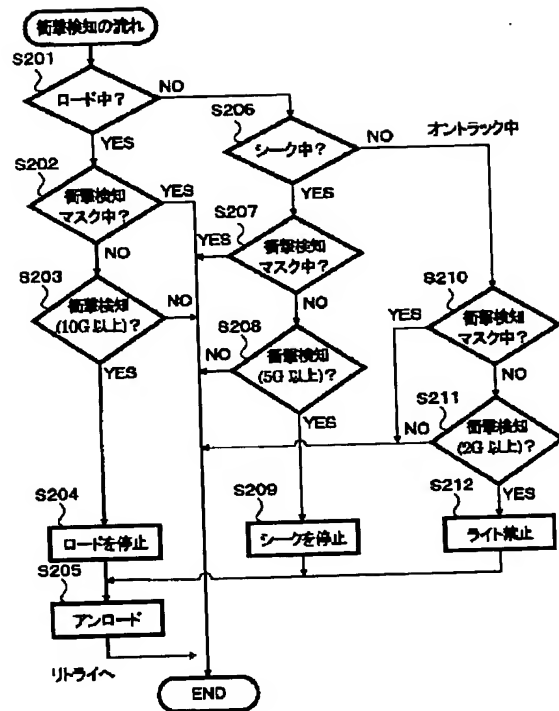 衝撃検知の流れ
S201
ロード中?
NO
YES
S206
シーク中?
NO
オントラック中
YES
S202
衝撃検知
マスク中?
YES
NO
S207
衝撃検知
マスク中?
YES
NO
S203
衝撃検知
(10G以上)?
NO
YES
S208
衝撃検知
(5G以上)?
NO
YES
S210
衝撃検知
マスク中?
YES
NO
S211
衝撃検知
(2G以上)?
NO
YES
S204
ロードを停止
S209
シークを停止
S212
ライト禁止
S205
アンロード
リトライへ
END